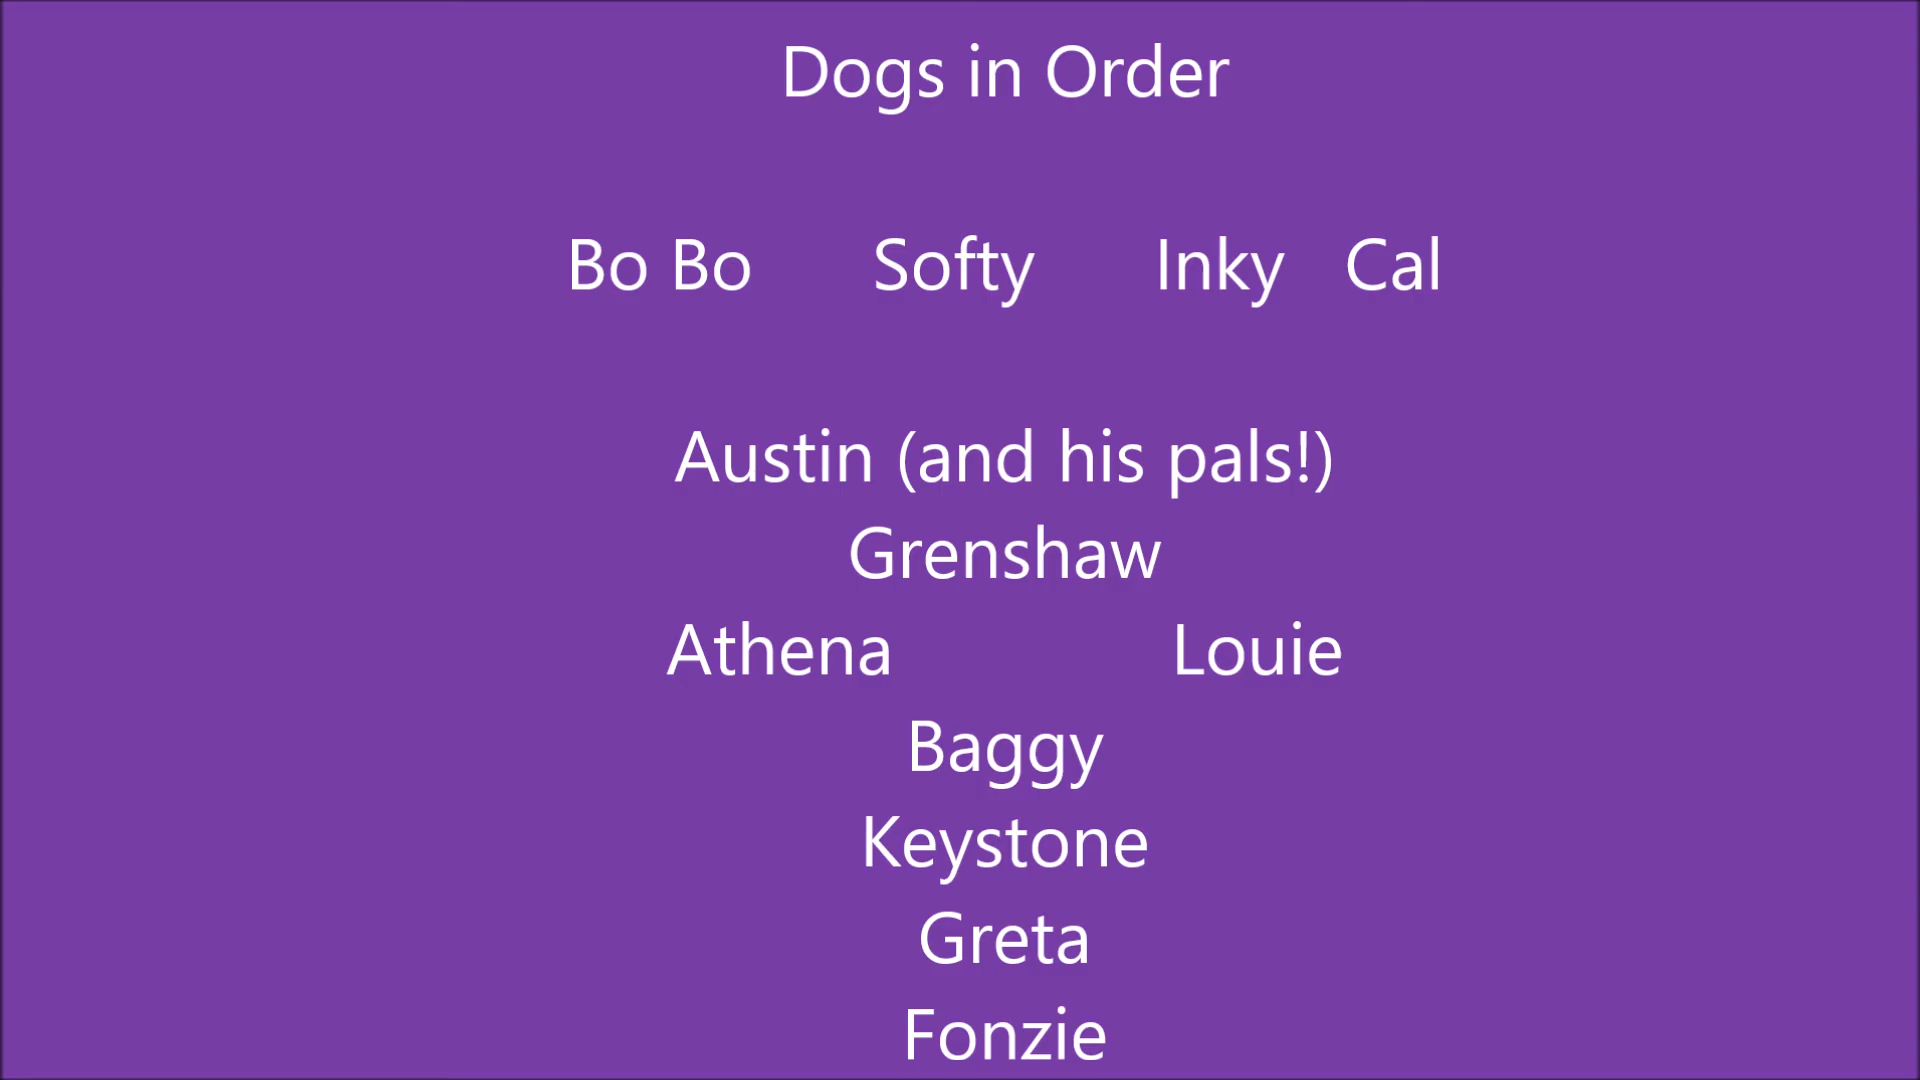 Dogs in Order
Bo Bo Softy Inky Cal
Austin (and his pals!)
Grenshaw
Athena Louie
Baggy
Keystone
Greta
Fonzie